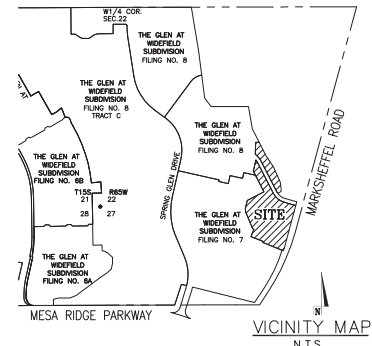 W1/4 COR.
SEC.22
THE GLEN AT
WIDEFIELD
SUBDIVISION
FILING NO. 8
THE GLEN AT
WIDEFIELD
SUBDIVISION
FILING NO. 8
TRACT C
THE GLEN AT
WIDEFIELD
SUBDIVISION
FILING NO. 8
MARKSHEFFEL ROAD
THE GLEN AT
WIDEFIELD
SUBDIVISION
FILING NO. 6B
T15S R65W
21 22
28 27
SPRING GLEN DRIVE
SITE
THE GLEN AT
WIDEFIELD
SUBDIVISION
FILING NO. 7
THE GLEN AT
WIDEFIELD
SUBDIVISION
FILING NO. 6A
MESA RIDGE PARKWAY
N
VICINITY MAP
N.T.S.